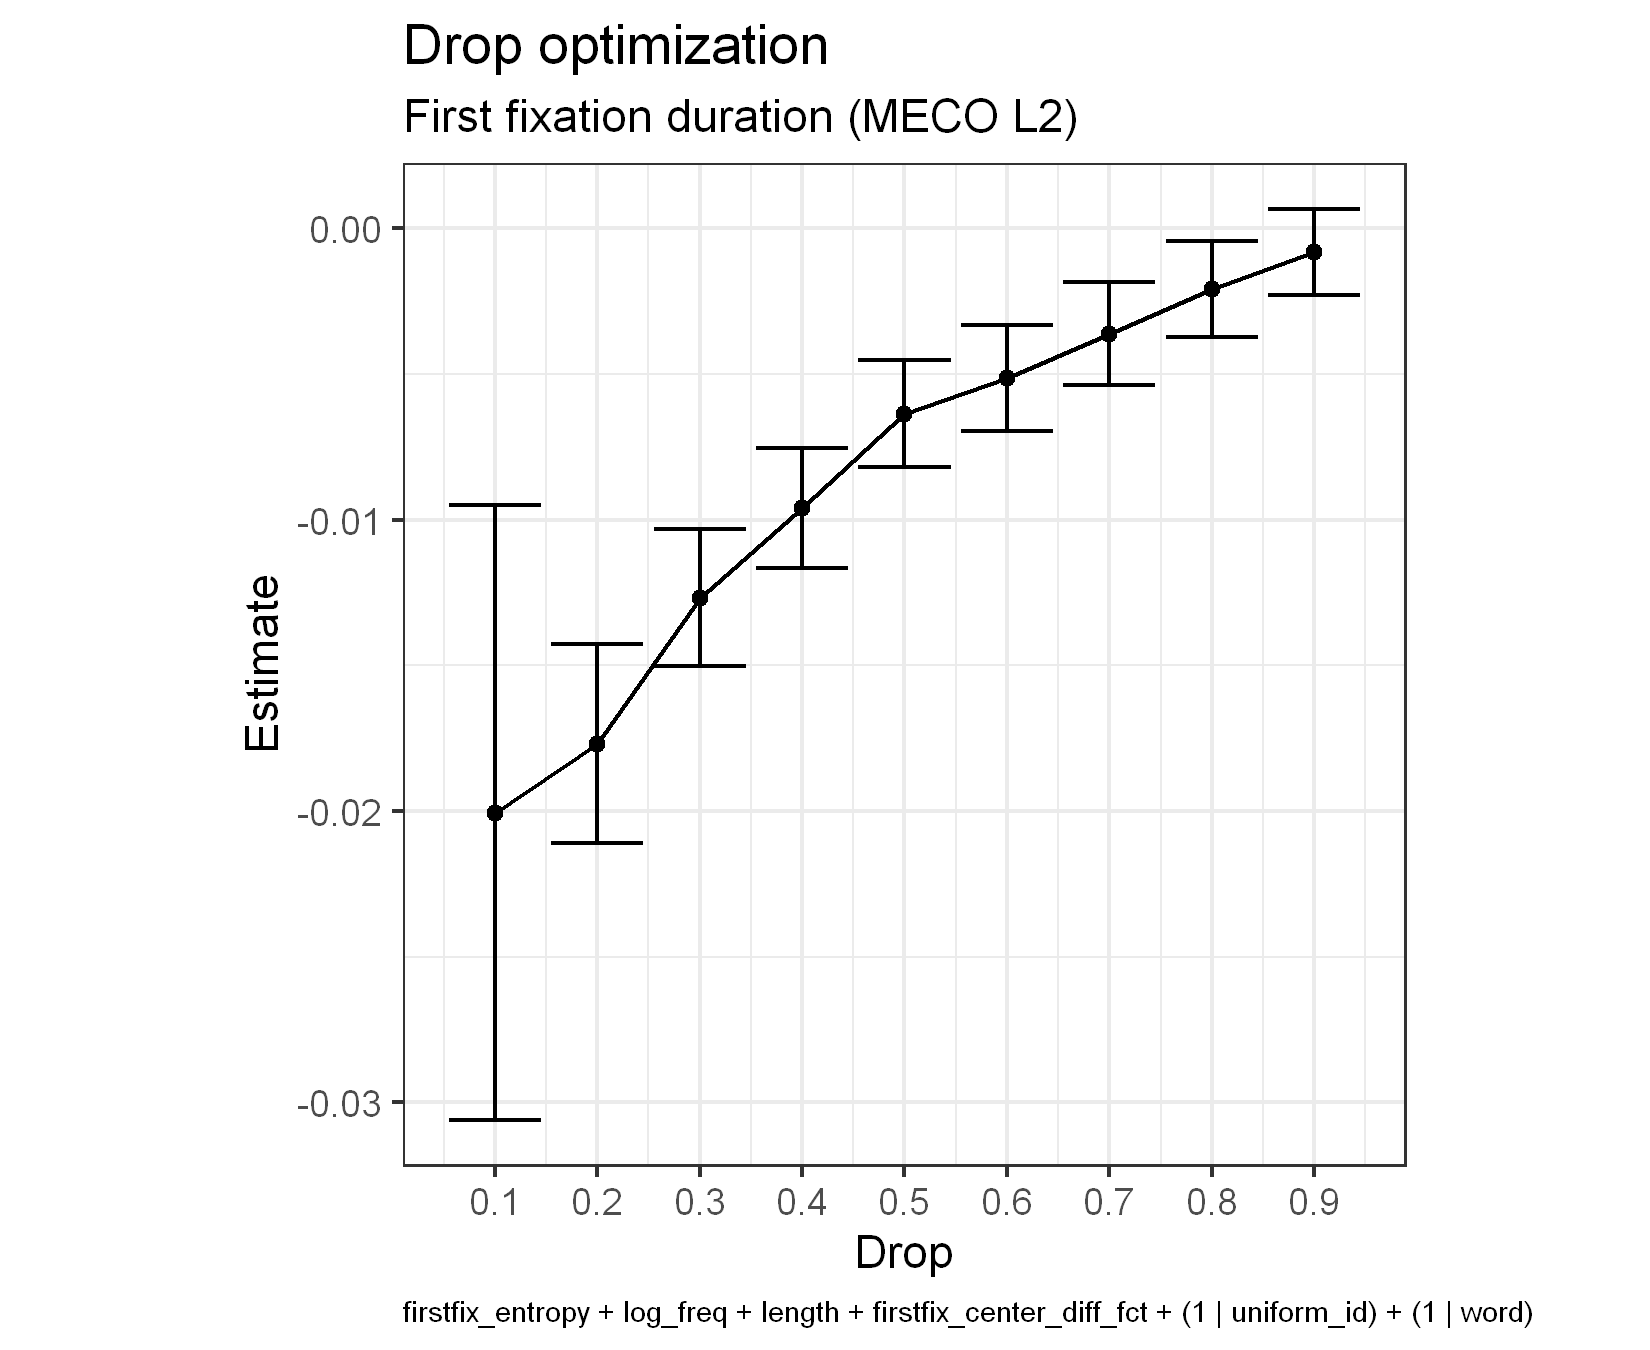 Drop optimization
First fixation duration (MECO L2)
Estimate
0.00
-0.01
-0.02
-0.03
0.1 0.2 0.3 0.4 0.5 0.6 0.7 0.8 0.9
Drop
firstfix_entropy + log_freq + length + firstfix_center_diff_fct + (1 | uniform_id) + (1 | word)